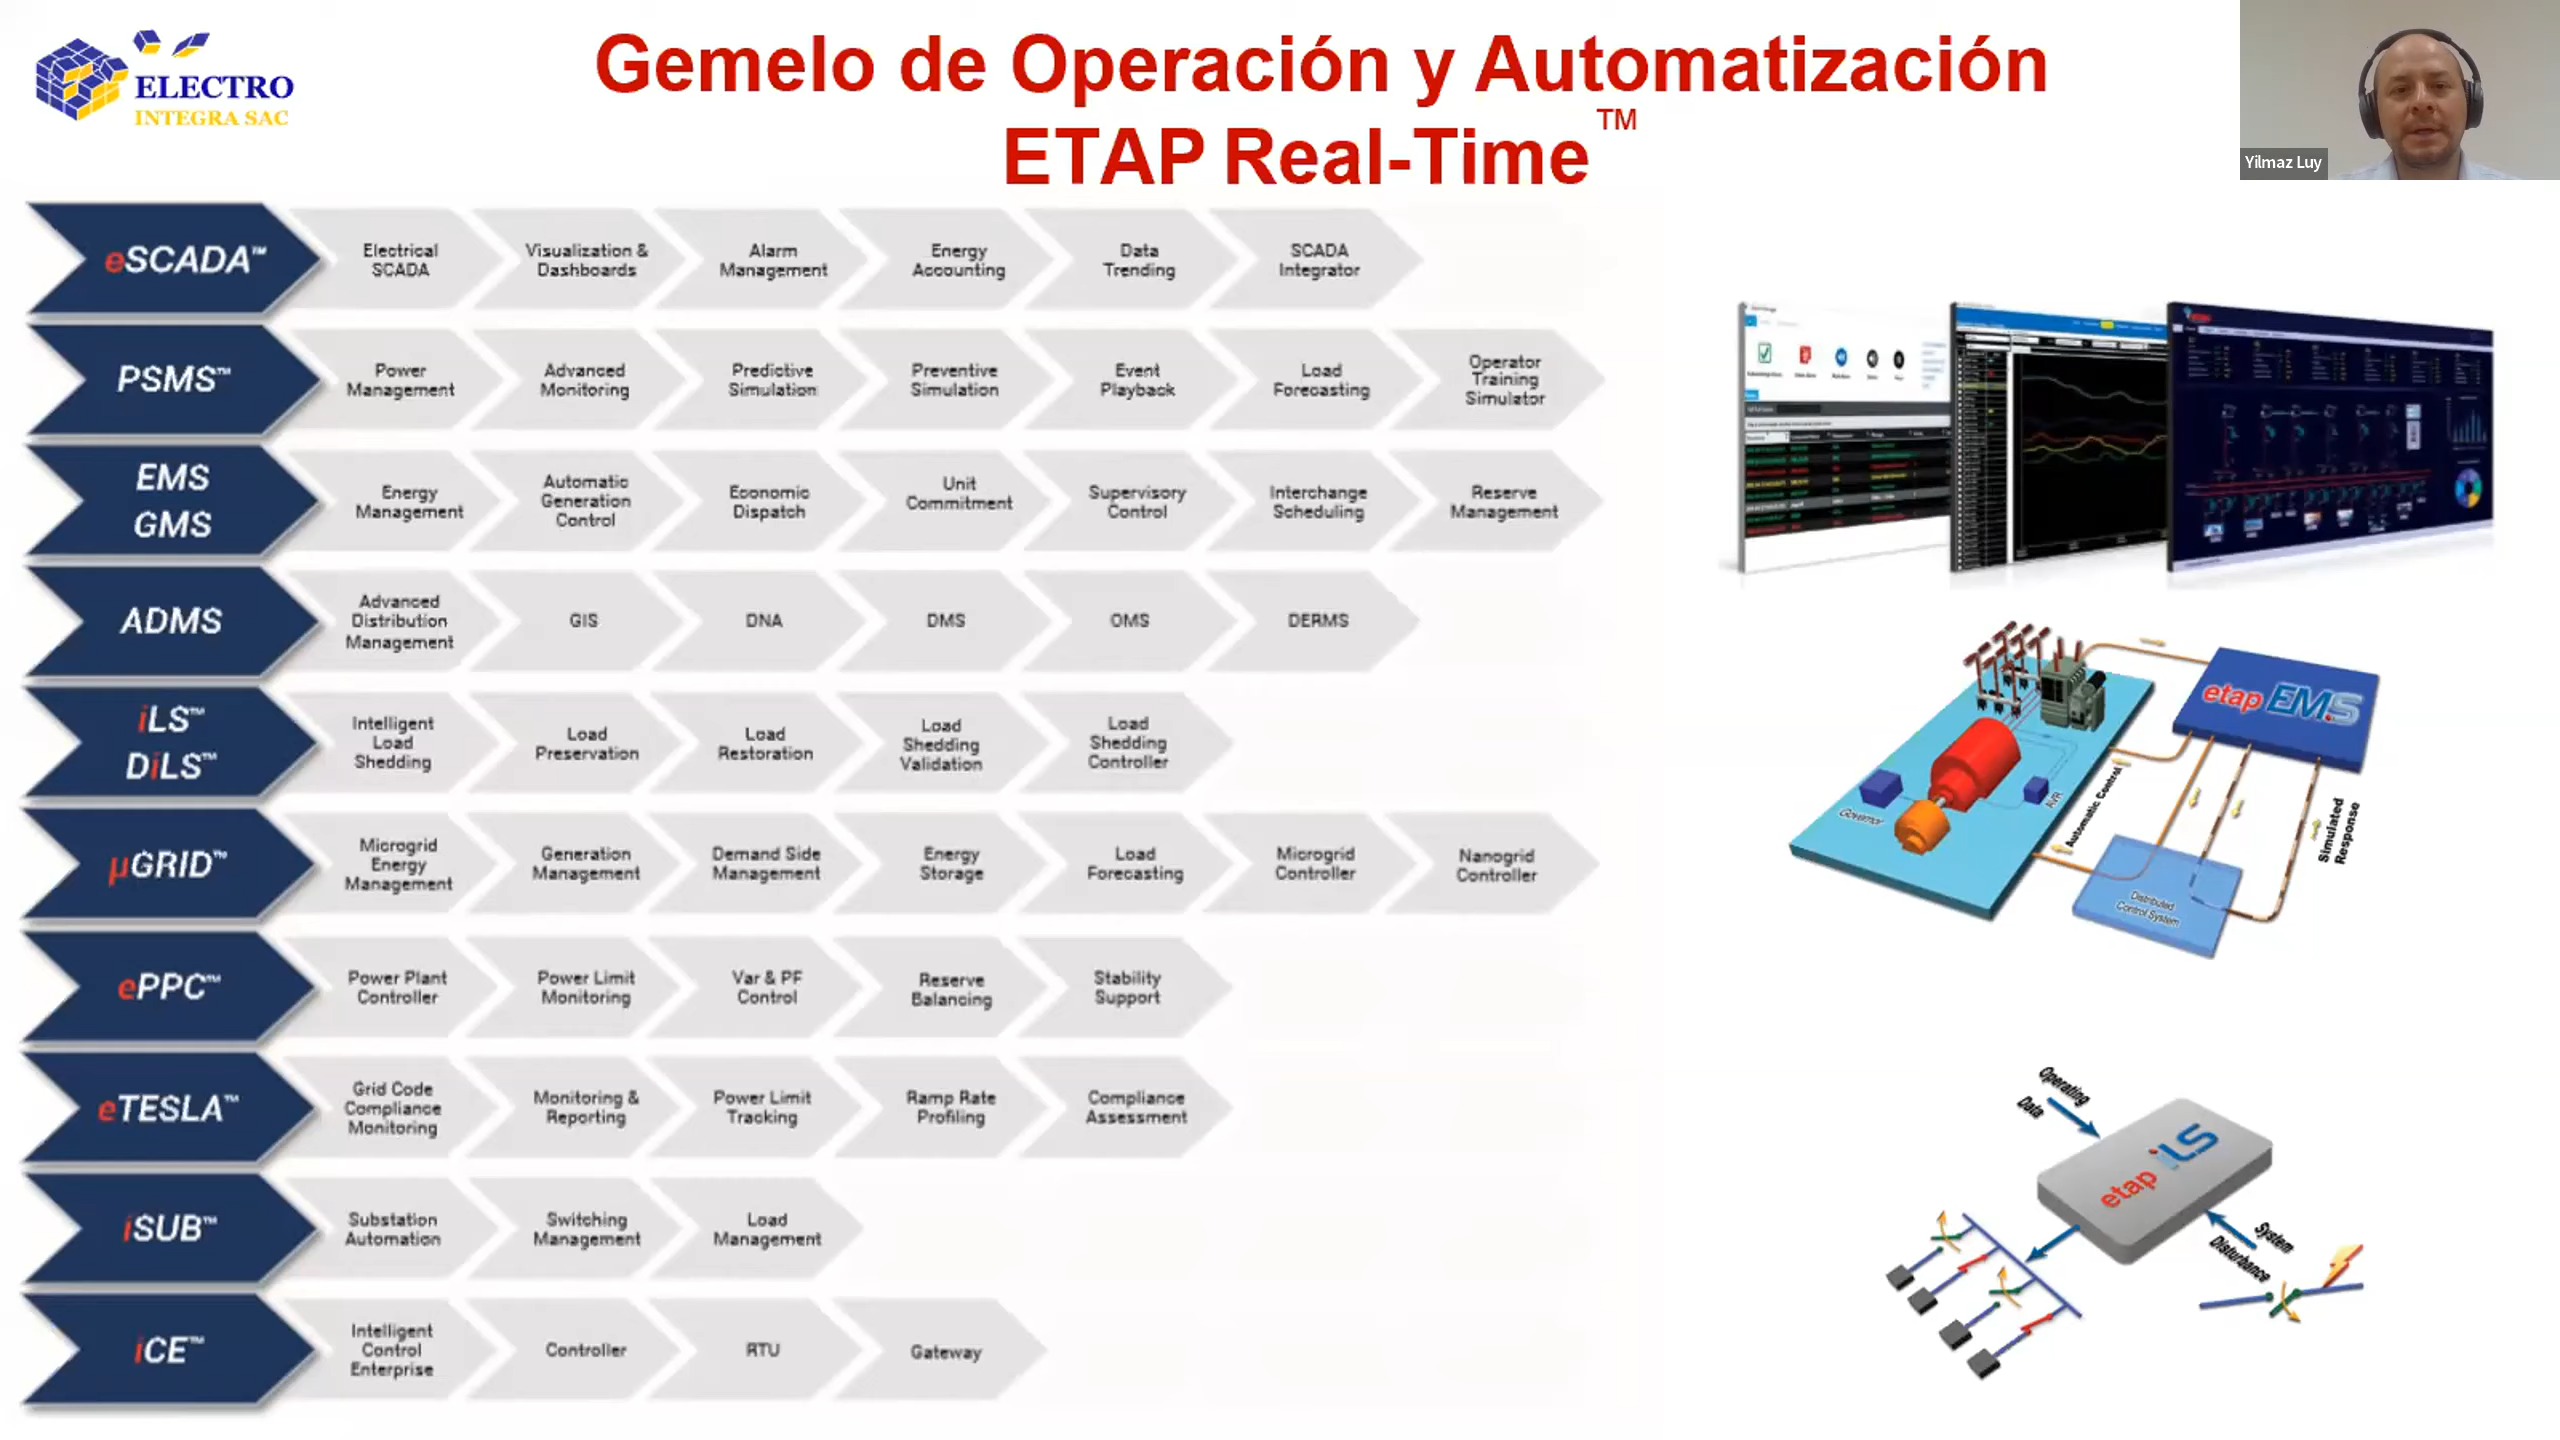 ELECTRO
INTEGRA SAC
Gemelo de Operación y Automatización
ETAP Real-Time™
Yilmaz Luy
eSCADA™
Electrical
SCADA
Visualization &
Dashboards
Alarm
Management
Energy
Accounting
Data
Trending
SCADA
Integrator
PSMS™
Power
Management
Advanced
Monitoring
Predictive
Simulation
Preventive
Simulation
Event
Playback
Load
Forecasting
Operator
Training
Simulator
EMS
GMS
Energy
Management
Automatic
Generation
Control
Economic
Dispatch
Unit
Commitment
Supervisory
Control
Interchange
Scheduling
Reserve
Management
ADMS
Advanced
Distribution
Management
GIS
DNA
DMS
OMS
DERMS
iLS™
DiLS™
Intelligent
Load
Shedding
Load
Preservation
Load
Restoration
Load
Shedding
Validation
Load
Shedding
Controller
µGRID™
Microgrid
Energy
Management
Generation
Management
Demand Side
Management
Energy
Storage
Load
Forecasting
Microgrid
Controller
Nanogrid
Controller
ePPC™
Power Plant
Controller
Power Limit
Monitoring
Var & PF
Control
Reserve
Balancing
Stability
Support
eTESLA™
Grid Code
Compliance
Monitoring
Monitoring &
Reporting
Power Limit
Tracking
Ramp Rate
Profiling
Compliance
Assessment
iSUB™
Substation
Automation
Switching
Management
Load
Management
iCE™
Intelligent
Control
Enterprise
Controller
RTU
Gateway
etap EMS
Governor
AVR
Automatic Control
Simulated
Response
Distributed
Control System
Operating
Data
etap iLS
System
Disturbance